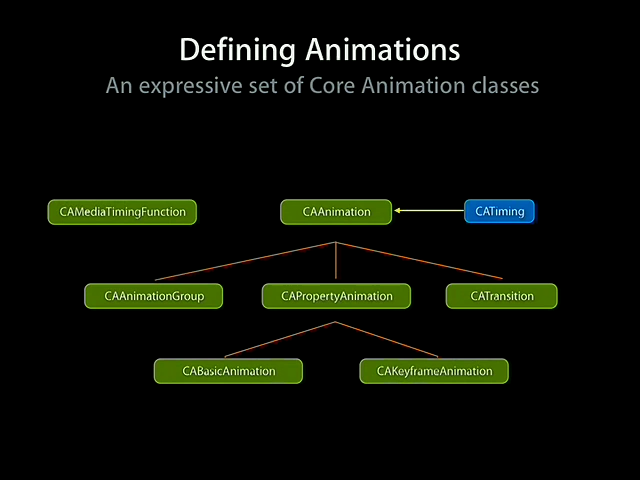 Defining Animations
An expressive set of Core Animation classes
CAMediaTimingFunction
CAAnimation
CATiming
CAAnimationGroup
CAPropertyAnimation
CATransition
CABasicAnimation
CAKeyframeAnimation